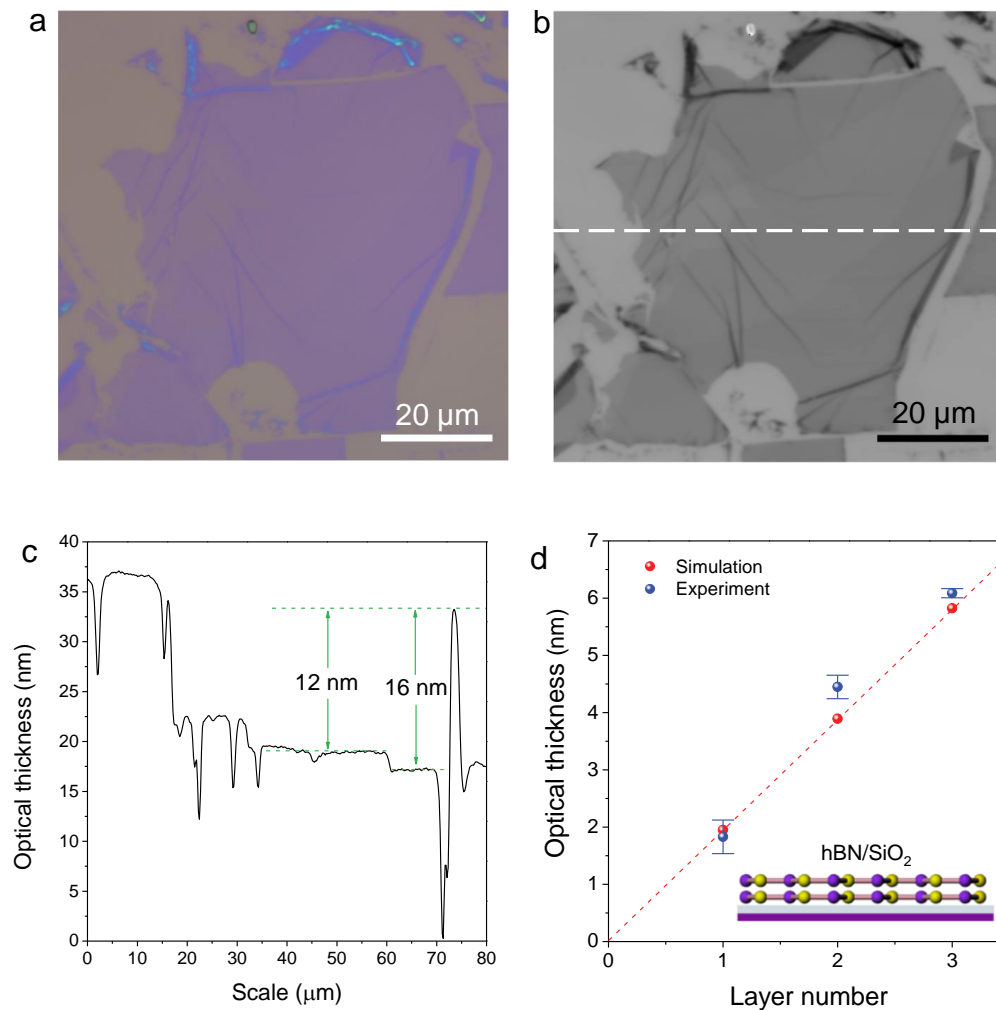 a
20 μm
b
20 μm
c
Optical thickness (nm)
40
35
30
25
20
15
10
5
0
12 nm
16 nm
0 10 20 30 40 50 60 70 80
Scale (μm)
d
Optical thickness (nm)
7
6
5
4
3
2
1
0
Simulation
Experiment
hBN/SiO₂
0 1 2 3
Layer number